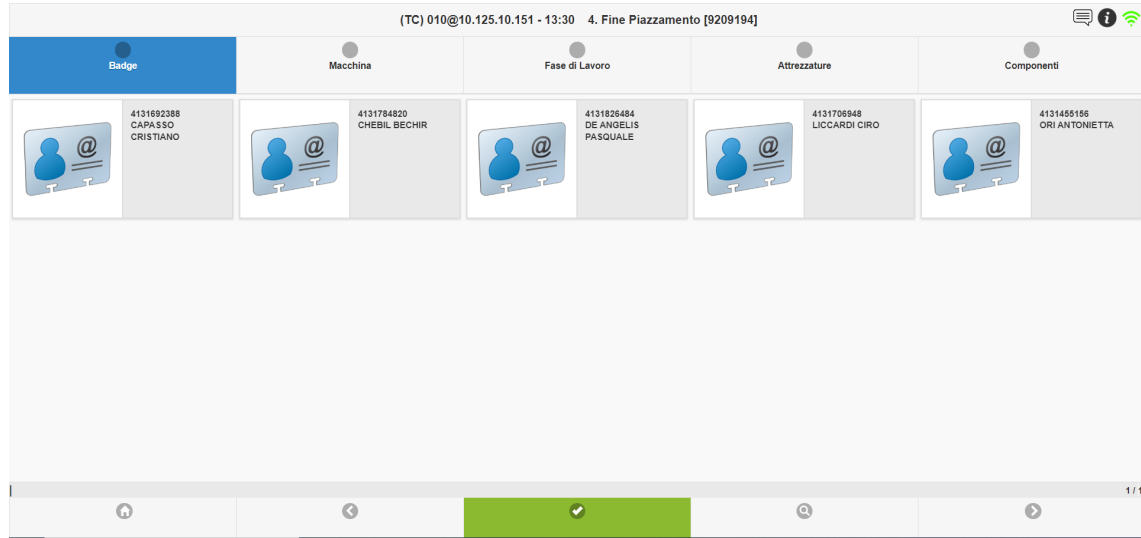 (TC) 010@10.125.10.151 - 13:30 4. Fine Piazzamento [9209194]
Badge
Macchina
Fase di Lavoro
Attrezzature
Componenti
4131692388
CAPASSO
CRISTIANO
4131784820
CHEBIL BECHIR
4131826484
DE ANGELIS
PASQUALE
4131706948
LICCARDI CIRO
4131455156
ORI ANTONIETTA
1 / 1